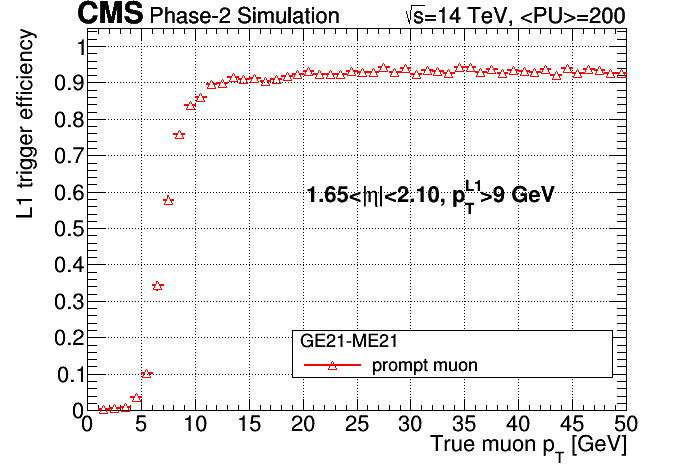 CMS Phase-2 Simulation √s=14 TeV, <PU>=200
L1 trigger efficiency
1
0.9
0.8
0.7
0.6
0.5
0.4
0.3
0.2
0.1
0
1.65<|η|<2.10, p_T^L1>9 GeV
GE21-ME21
prompt muon
0 5 10 15 20 25 30 35 40 45 50
True muon p_T [GeV]